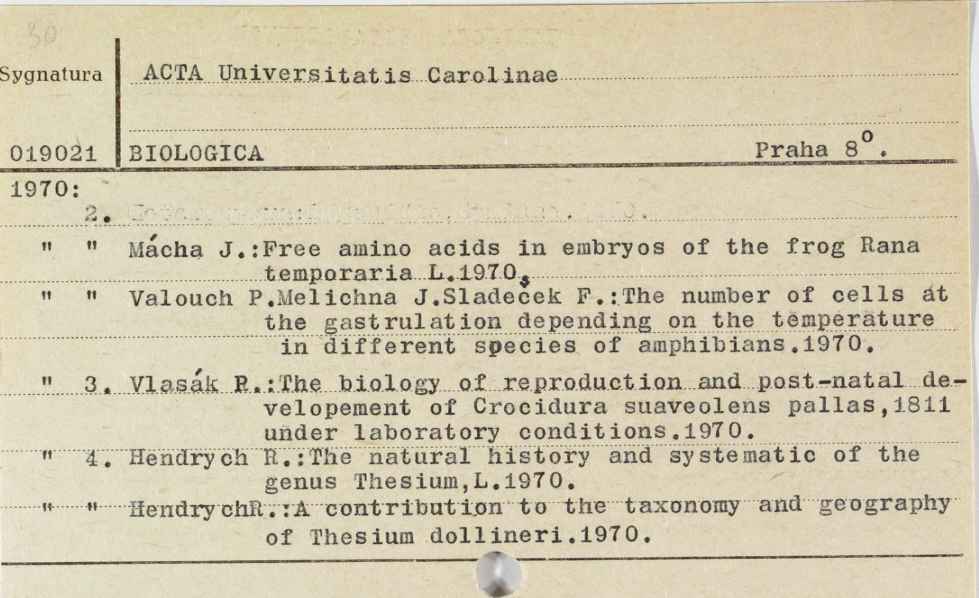 30
Sygnatura ACTA Universitatis Carolinae
019021 BIOLOGICA Praha 8º.
1970:
2.
" " Mácha J.:Free amino acids in embryos of the frog Rana
temporaria L.1970.
" " Valouch P.Melichna J.Sladeček F.:The number of cells at
the gastrulation depending on the temperature
in different species of amphibians.1970.
" 3. Vlasák P.:The biology of reproduction and post-natal de-
velopement of Crocidura suaveolens pallas,1811
under laboratory conditions.1970.
" 4. Hendrych R.:The natural history and systematic of the
genus Thesium,L.1970.
" " HendrychR.:A contribution to the taxonomy and geography
of Thesium dollineri.1970.